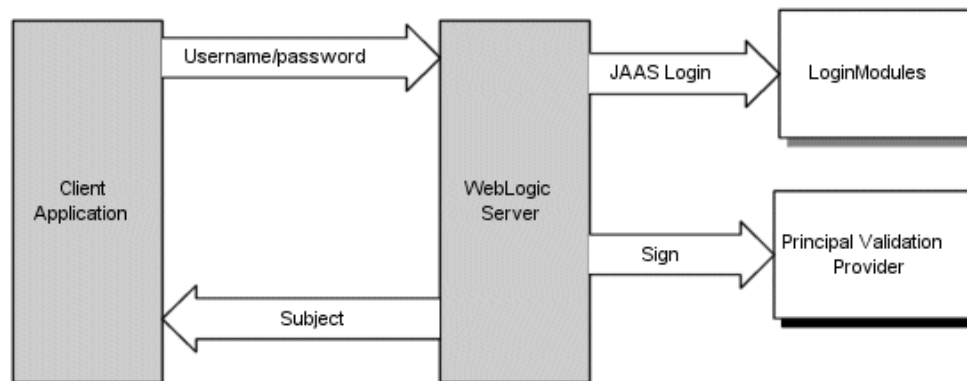 Username/password
JAAS Login
LoginModules
Client
Application
WebLogic
Server
Sign
Principal Validation
Provider
Subject